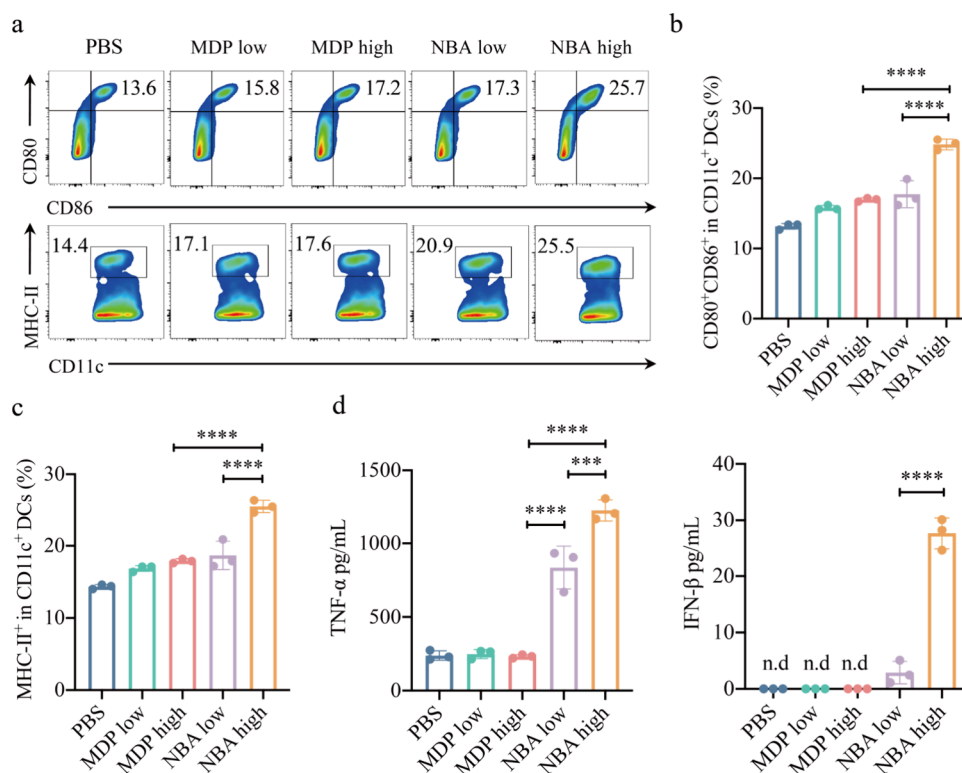 a
PBS
MDP low
MDP high
NBA low
NBA high
13.6
15.8
17.2
17.3
25.7
CD80
CD86
14.4
17.1
17.6
20.9
25.5
MHC-II
CD11c
b
CD80⁺CD86⁺ in CD11c⁺ DCs (%)
30
20
10
0
****
****
PBS
MDP low
MDP high
NBA low
NBA high
c
MHC-II⁺ in CD11c⁺ DCs (%)
30
20
10
0
****
****
PBS
MDP low
MDP high
NBA low
NBA high
d
TNF-α pg/mL
1500
1000
500
0
****
***
****
PBS
MDP low
MDP high
NBA low
NBA high
IFN-β pg/mL
30
20
10
0
****
n.d
n.d
n.d
PBS
MDP low
MDP high
NBA low
NBA high